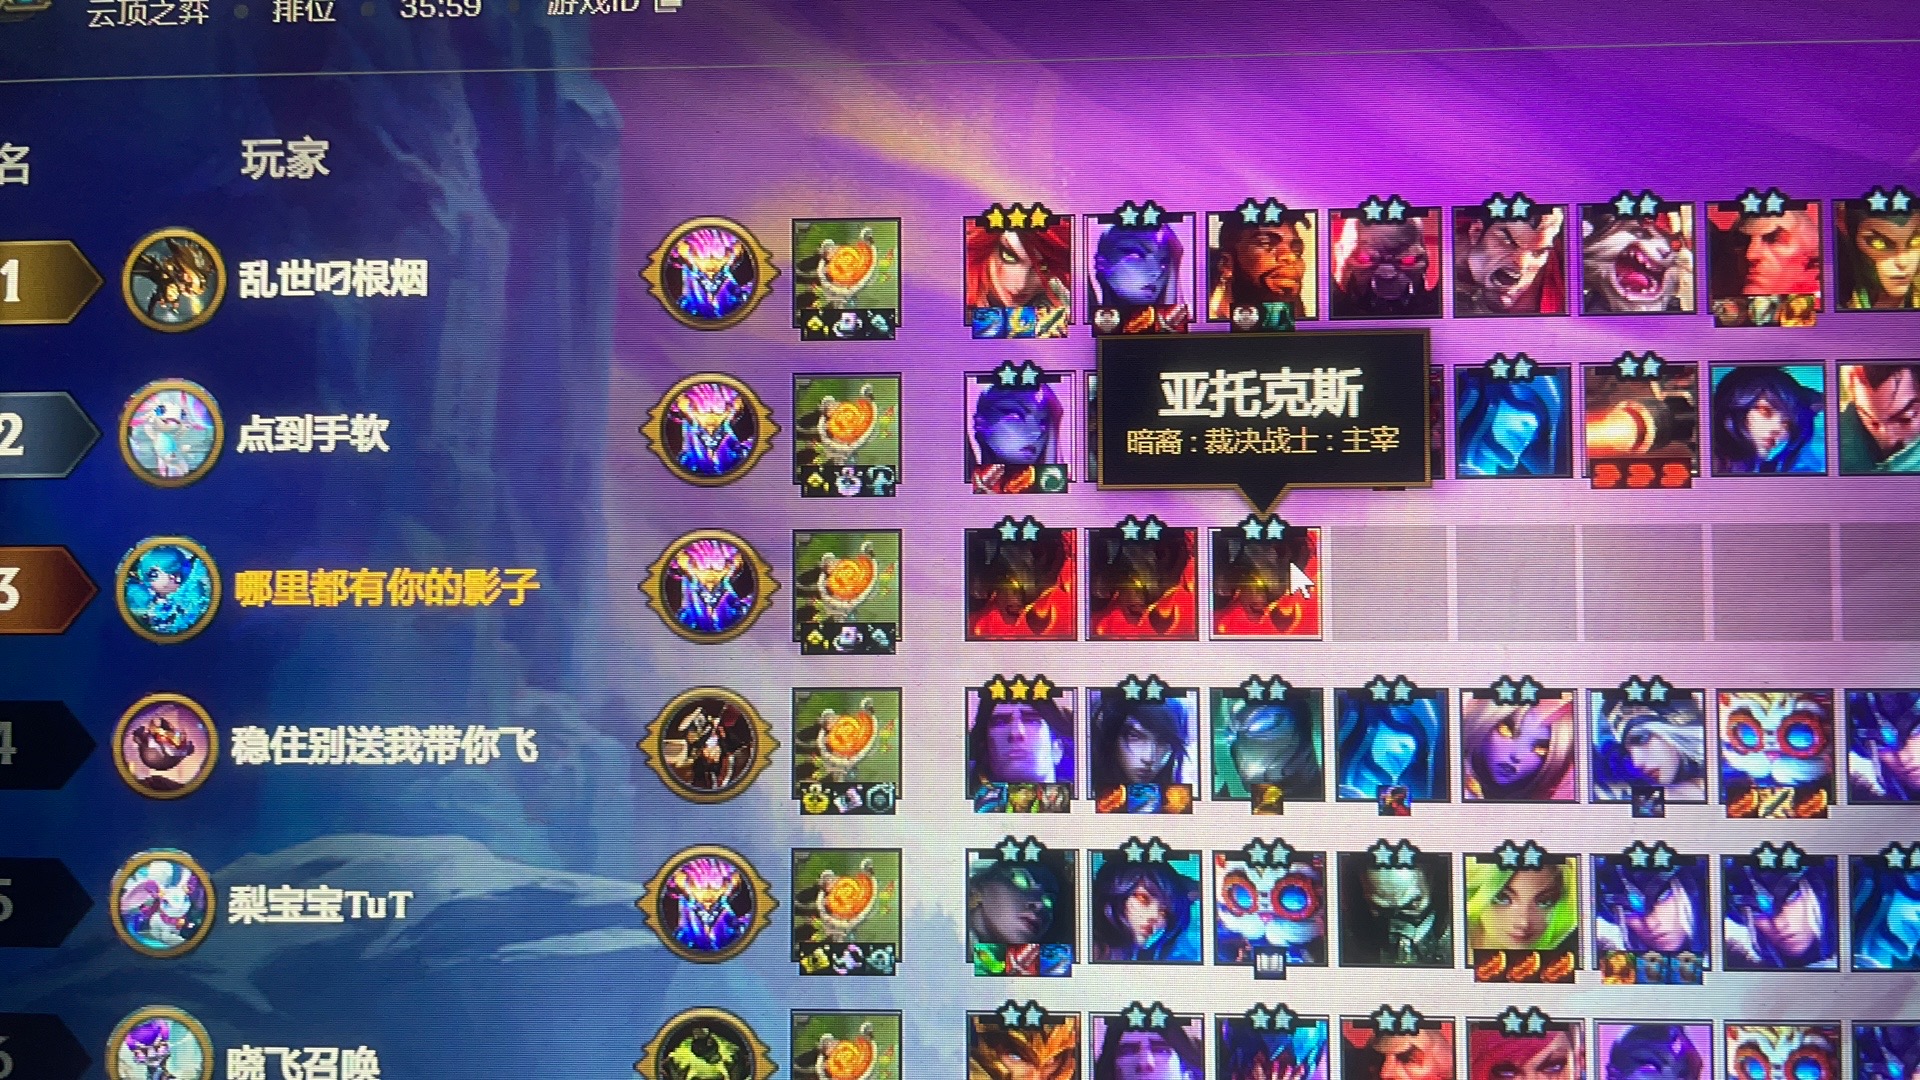 云顶之弈 • 排位 • 35:59 • 游戏ID
名
玩家
1
乱世叼根烟
亚托克斯
暗裔 : 裁决战士 : 主宰
2
点到手软
3
哪里都有你的影子
4
稳住别送我带你飞
5
梨宝宝TuT
6
晓飞召唤